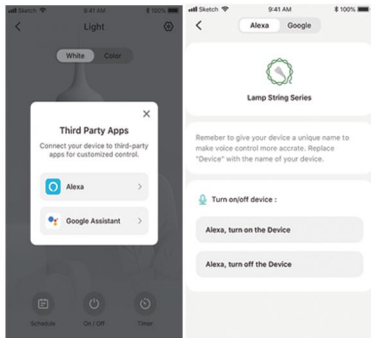 Sketch 9:41 AM 100%
Light
White Color
Third Party Apps
Connect your device to third-party
apps for customized control.
Alexa
Google Assistant
Schedule On / Off Timer
Sketch 9:41 AM 100%
Alexa Google
Lamp String Series
Remeber to give your device a unique name to
make voice control more accrate. Replace
"Device" with the name of your device.
Turn on/off device :
Alexa, turn on the Device
Alexa, turn off the Device